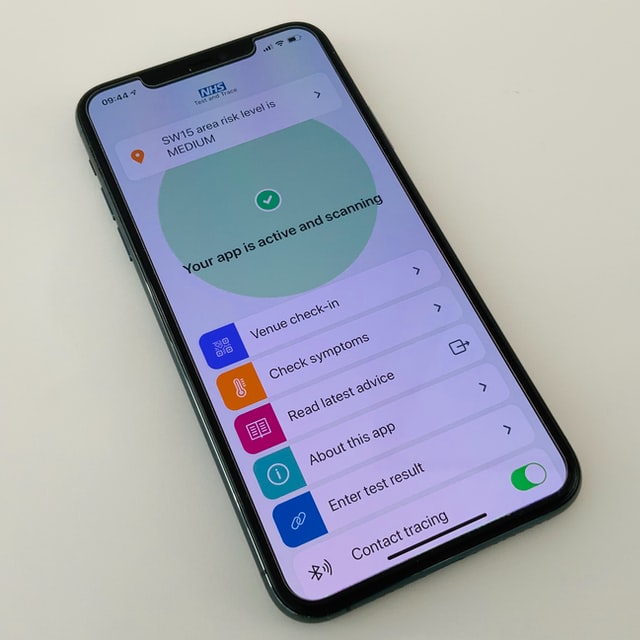 09:44
NHS
Test and Trace
SW15 area risk level is
MEDIUM
Your app is active and scanning
Venue check-in
Check symptoms
Read latest advice
About this app
Enter test result
Contact tracing